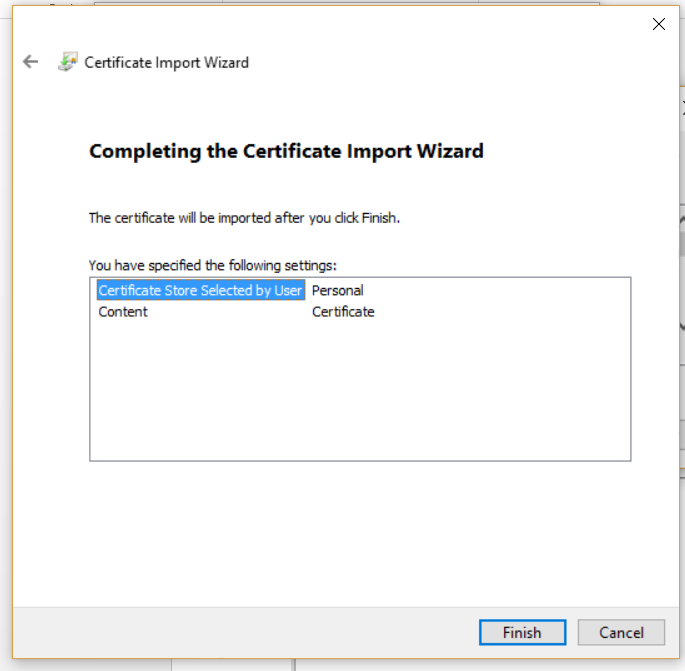 Certificate Import Wizard
Completing the Certificate Import Wizard
The certificate will be imported after you click Finish.
You have specified the following settings:
Certificate Store Selected by User Personal
Content Certificate
Finish Cancel